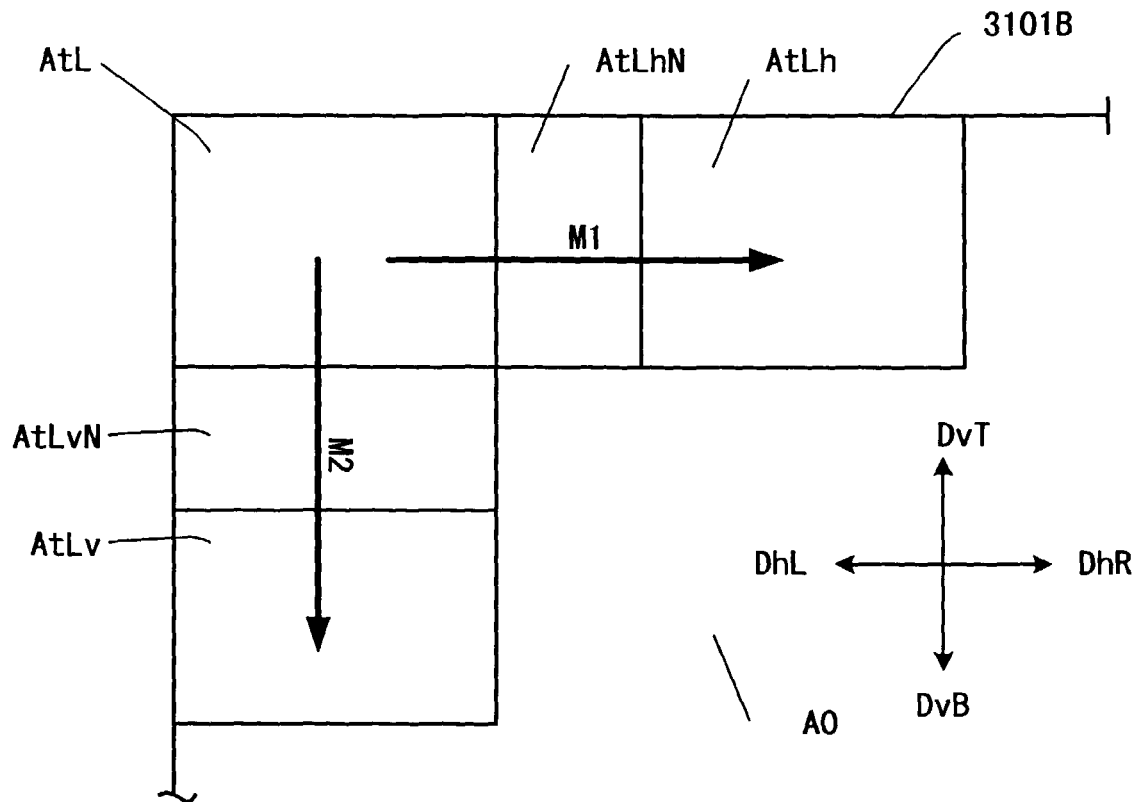 3101B
AtL
AtLhN
AtLh
M1
AtLvN
M2
DvT
AtLv
DhL
DhR
DvB
A0